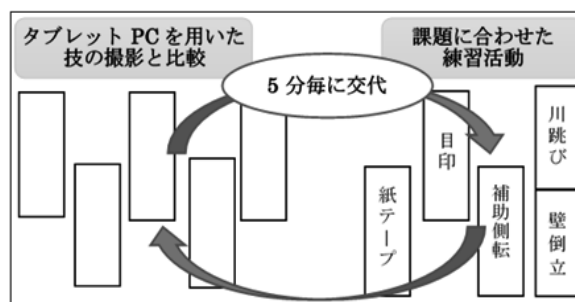 タブレット PC を用いた
技の撮影と比較
課題に合わせた
練習活動
5 分毎に交代
目印
川跳び
紙テープ
補助側転
壁倒立